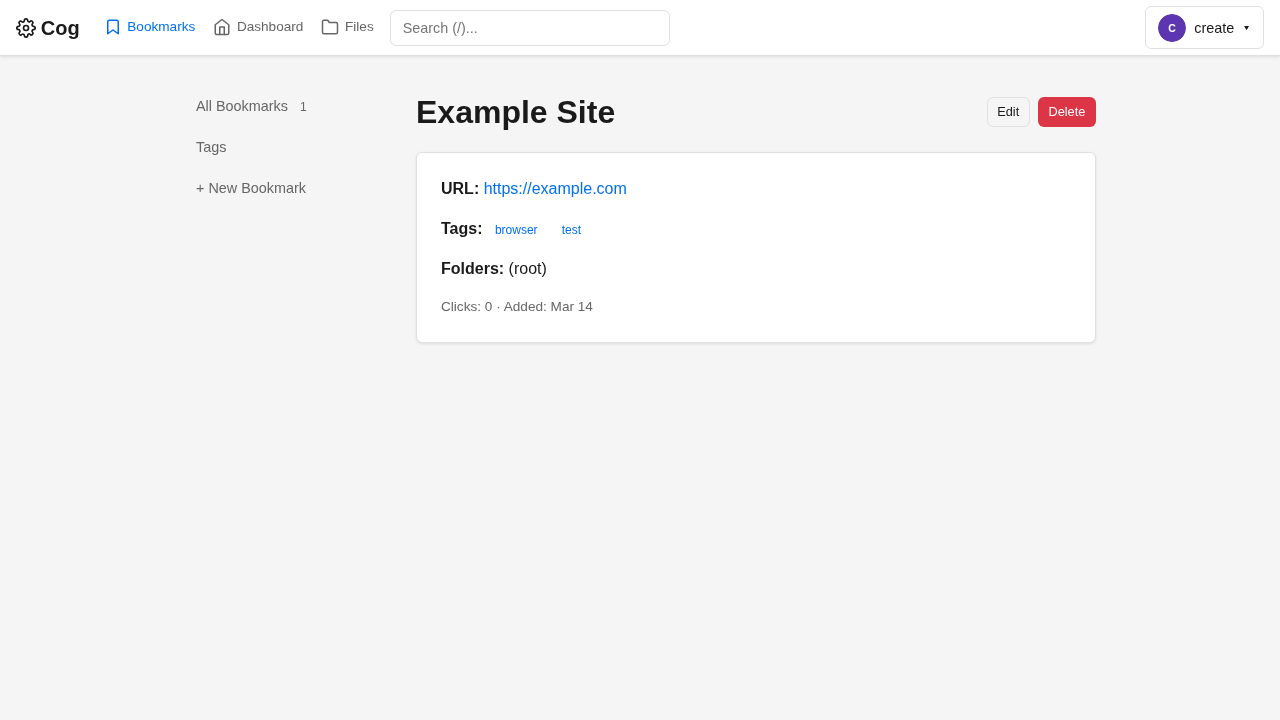 Cog
Bookmarks
Dashboard
Files
Search (/)...
C
create
All Bookmarks 1
Tags
+ New Bookmark
Example Site
Edit
Delete
URL: https://example.com
Tags: browser test
Folders: (root)
Clicks: 0 · Added: Mar 14